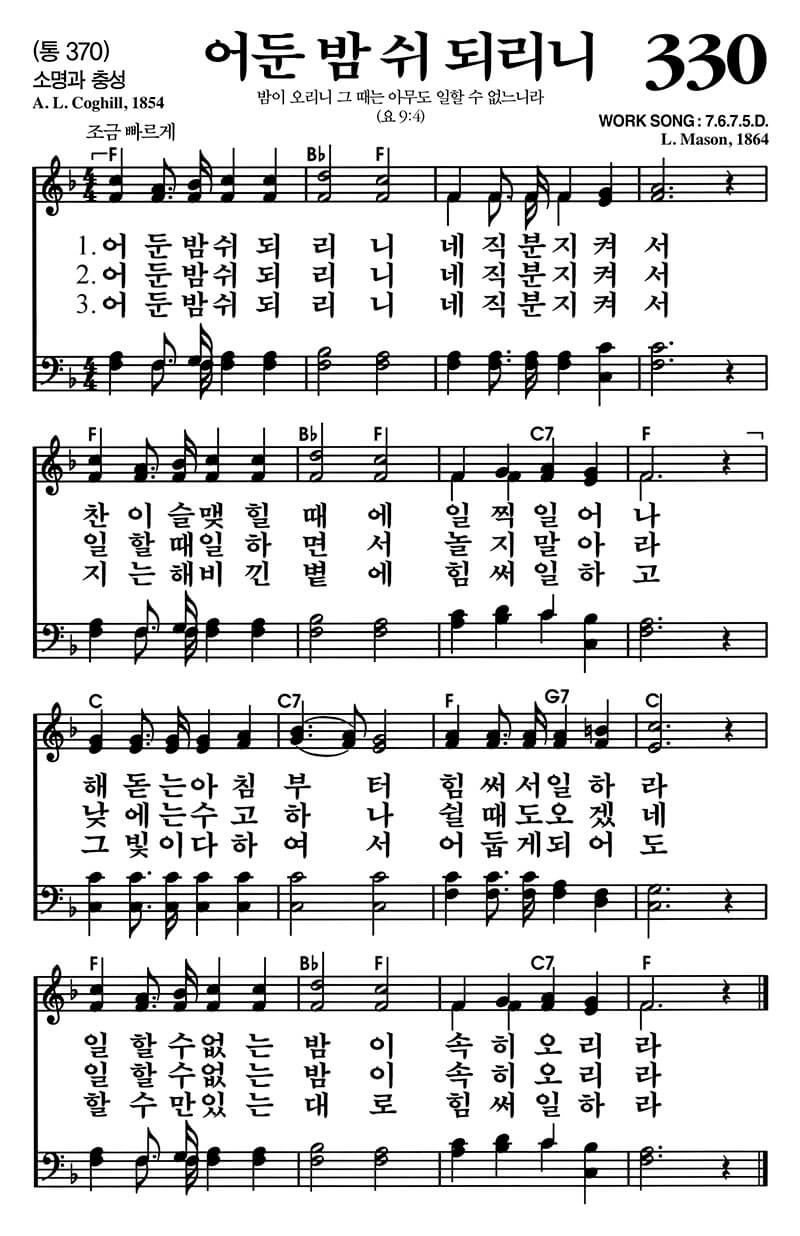 (통 370)
어둔 밤 쉬 되리니
330
소명과 충성
A. L. Coghill, 1854
밤이 오리니 그 때는 아무도 일할 수 없느니라
(요 9:4)
WORK SONG : 7.6.7.5.D.
L. Mason, 1864
조금 빠르게
F B♭ F
1. 어 둔 밤 쉬 되 리 니 네 직 분 지 켜 서
2. 어 둔 밤 쉬 되 리 니 네 직 분 지 켜 서
3. 어 둔 밤 쉬 되 리 니 네 직 분 지 켜 서
F B♭ F C7 F
찬 이 슬 맺 힐 때 에 일 찍 일 어 나
일 할 때 일 하 면 서 놀 지 말 아 라
지 는 해 비 낀 볕 에 힘 써 일 하 고
C C7 F G7 C
해 돋 는 아 침 부 터 힘 써 서 일 하 라
낮 에 는 수 고 하 나 쉴 때 도 오 겠 네
그 빛 이 다 하 여 서 어 둡 게 되 어 도
F B♭ F C7 F
일 할 수 없 는 밤 이 속 히 오 리 라
일 할 수 없 는 밤 이 속 히 오 리 라
할 수 만 있 는 대 로 힘 써 일 하 라